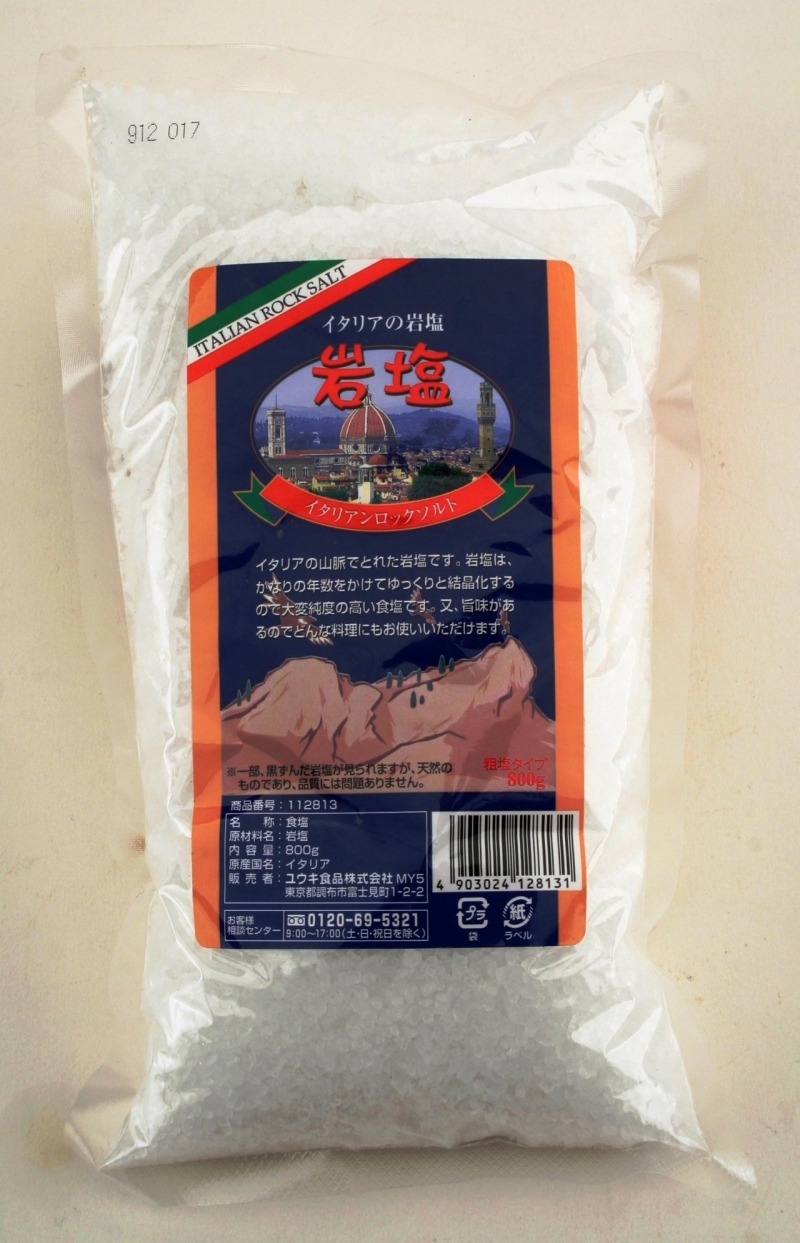 912 017
ITALIAN ROCK SALT
イタリアの岩塩
岩塩
イタリアンロックソルト
イタリアの山脈でとれた岩塩です。岩塩は、
かなりの年数をかけてゆっくりと結晶化する
ので大変純度の高い食塩です。又、旨味があ
るのでどんな料理にもお使いいただけます。
※一部、黒ずんだ岩塩が見られますが、天然の
ものであり、品質には問題ありません。
粗塩タイプ
800g
商品番号：112813
名　　称：食塩
原材料名：岩塩
内 容 量：800g
原産国名：イタリア
販 売 者：ユウキ食品株式会社 MY5
東京都調布市富士見町1-2-2
お客様
相談センター
0120-69-5321
9:00〜17:00(土・日・祝日を除く)
4 903024 128131
プラ
袋
紙
ラベル